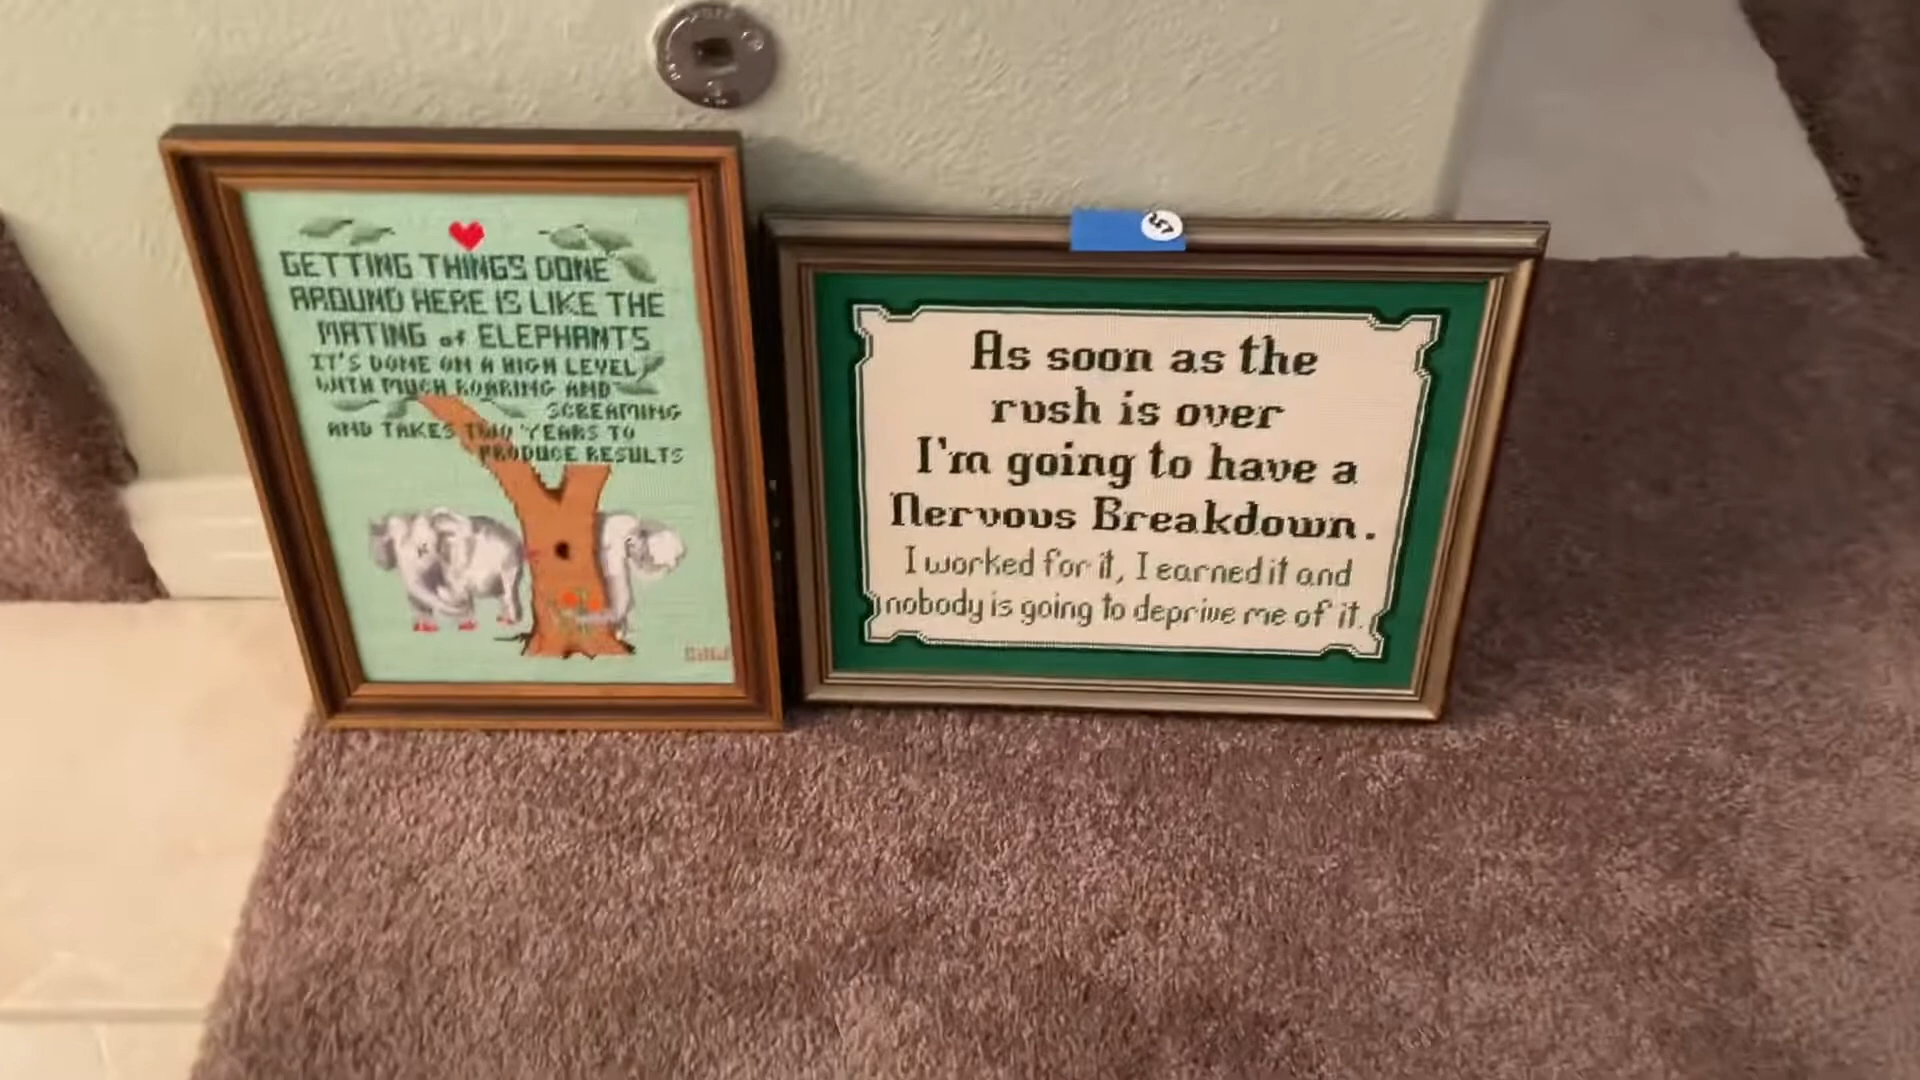 GETTING THINGS DONE
AROUND HERE IS LIKE THE
MATING of ELEPHANTS
IT'S DONE ON A HIGH LEVEL
WITH MUCH ROARING AND
SCREAMING
AND TAKES TWO YEARS TO
PRODUCE RESULTS
As soon as the
rush is over
I'm going to have a
Nervous Breakdown.
I worked for it, I earned it and
nobody is going to deprive me of it.